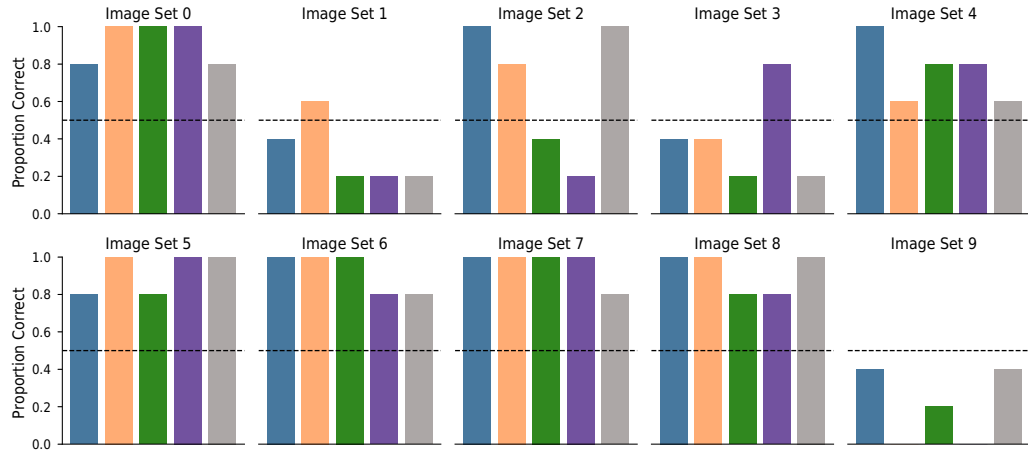 Image Set 0
Image Set 1
Image Set 2
Image Set 3
Image Set 4
Proportion Correct
1.0
0.8
0.6
0.4
0.2
0.0
Image Set 5
Image Set 6
Image Set 7
Image Set 8
Image Set 9
Proportion Correct
1.0
0.8
0.6
0.4
0.2
0.0